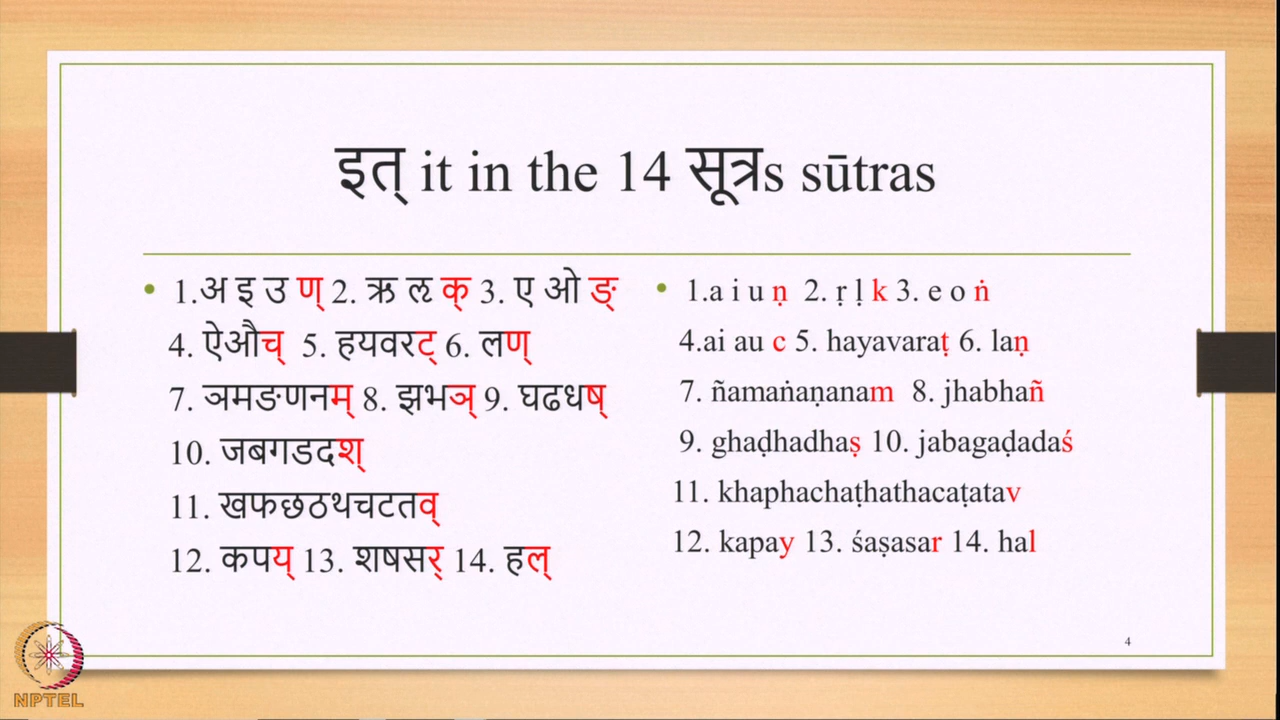 इत् it in the 14 सूत्रs sūtras
• 1.अ इ उ ण् 2. ऋ ऌ क् 3. ए ओ ङ्
4. ऐऔच् 5. हयवरट् 6. लण्
7. ञमङणनम् 8. झभञ् 9. घढधष्
10. जबगडदश्
11. खफछठथचटतव्
12. कपय् 13. शषसर् 14. हल्
• 1.a i u ṇ 2. ṛ ḷ k 3. e o ṅ
4.ai au c 5. hayavaraṭ 6. laṇ
7. ñamaṅaṇanam 8. jhabhañ
9. ghaḍhadhaṣ 10. jabagaḍadaś
11. khaphachaṭhathacaṭatav
12. kapay 13. śaṣasar 14. hal
4
NPTEL